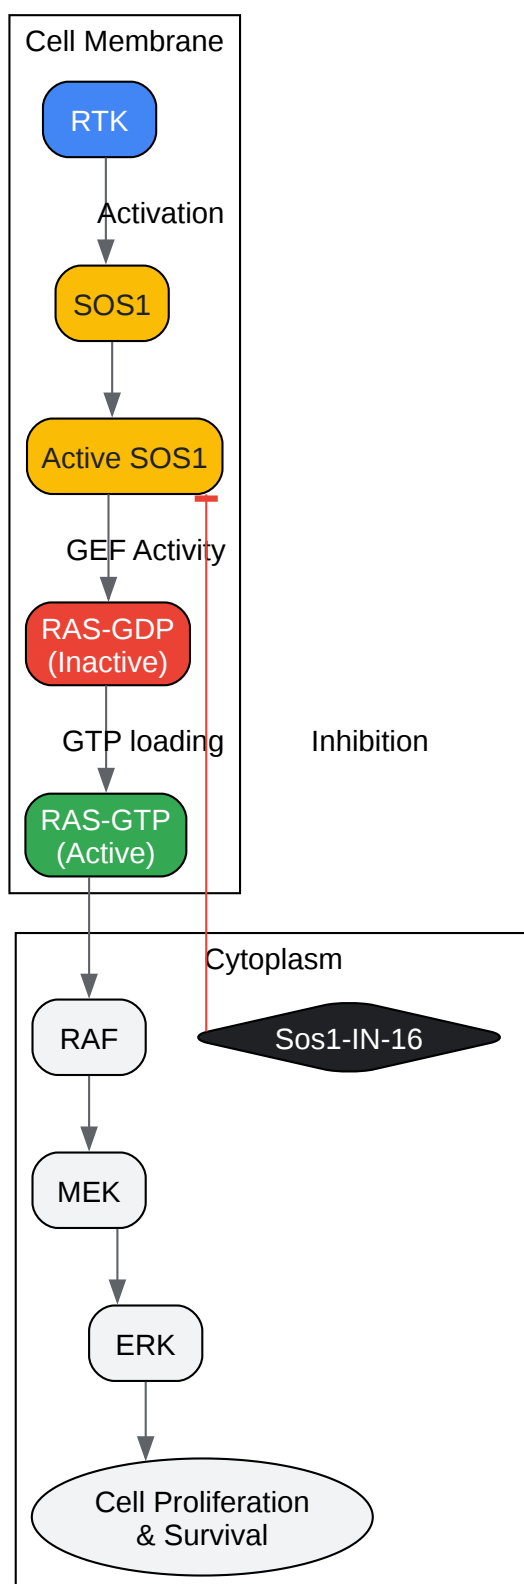 Cell Membrane
RTK
Activation
SOS1
Active SOS1
GEF Activity
RAS-GDP
(Inactive)
GTP loading
Inhibition
RAS-GTP
(Active)
Cytoplasm
RAF
Sos1-IN-16
MEK
ERK
Cell Proliferation
& Survival